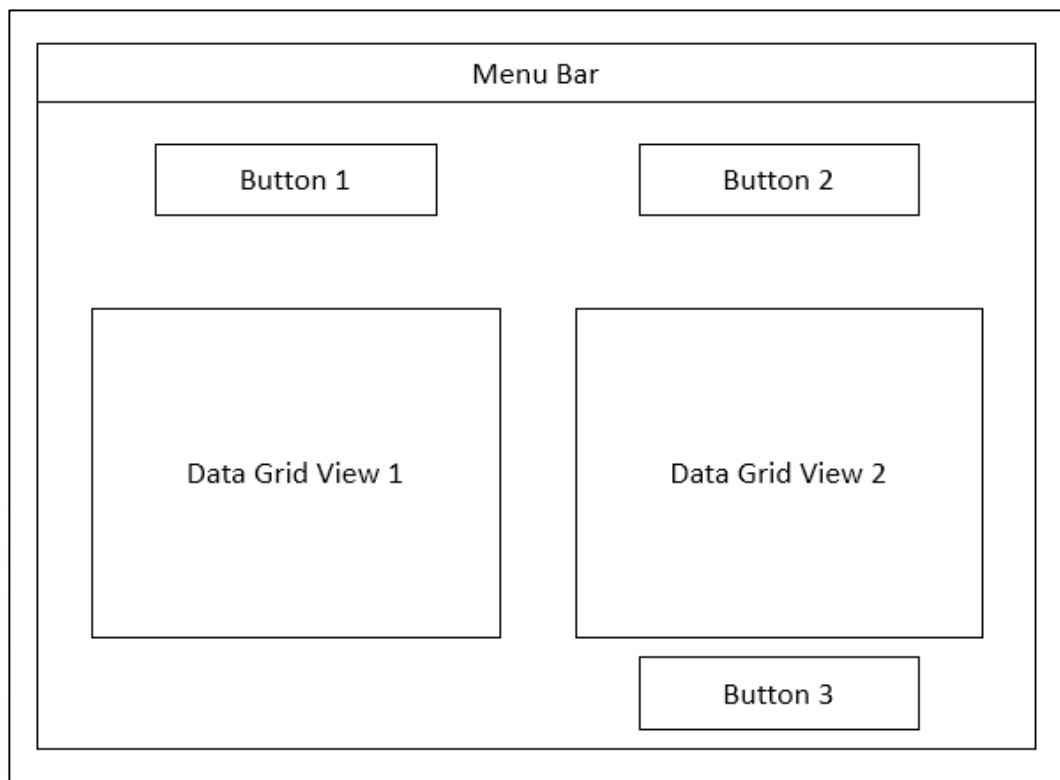 Menu Bar
Button 1
Button 2
Data Grid View 1
Data Grid View 2
Button 3